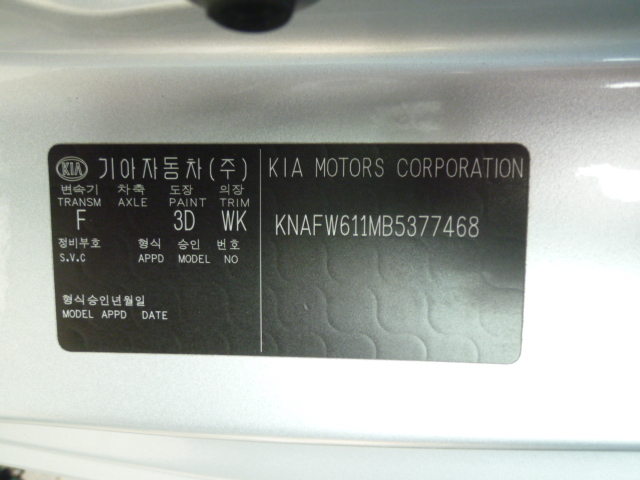 KIA 기아자동차(주)
변속기 차축 도장 의장
TRANSM AXLE PAINT TRIM
F 3D WK
정비부호 형식 승인 번호
S.V.C APPD MODEL NO
형식승인년월일
MODEL APPD DATE
KIA MOTORS CORPORATION
KNAFW611MB5377468